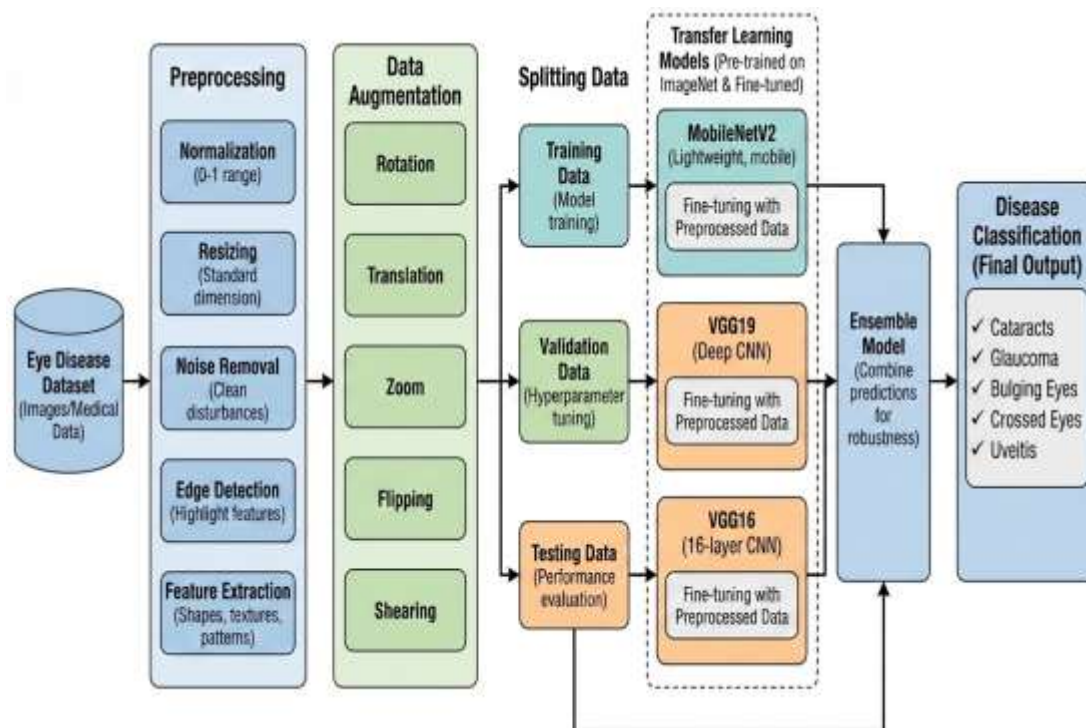 Eye Disease
Dataset
(Images/Medical
Data)
Preprocessing
Normalization
(0-1 range)
Resizing
(Standard
dimension)
Noise Removal
(Clean
disturbances)
Edge Detection
(Highlight features)
Feature Extraction
(Shapes, textures,
patterns)
Data
Augmentation
Rotation
Translation
Zoom
Flipping
Shearing
Splitting Data
Training
Data
(Model
training)
Validation
Data
(Hyperparameter
tuning)
Testing Data
(Performance
evaluation)
Transfer Learning
Models (Pre-trained on
ImageNet & Fine-tuned)
MobileNetV2
(Lightweight, mobile)
Fine-tuning with
Preprocessed Data
VGG19
(Deep CNN)
Fine-tuning with
Preprocessed Data
VGG16
(16-layer CNN)
Fine-tuning with
Preprocessed Data
Ensemble
Model
(Combine
predictions
for
robustness)
Disease
Classification
(Final Output)
✓ Cataracts
✓ Glaucoma
✓ Bulging Eyes
✓ Crossed Eyes
✓ Uveitis